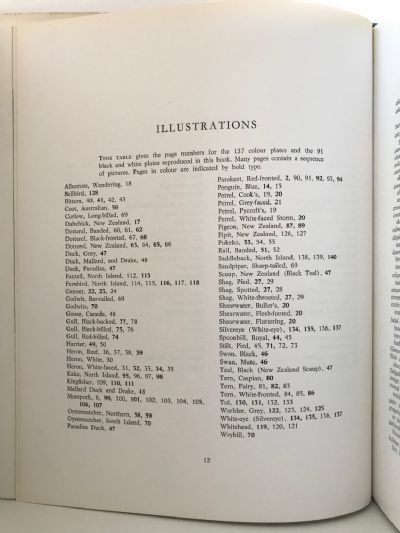 ILLUSTRATIONS
THIS TABLE gives the page numbers for the 137 colour plates and the 91
black and white plates reproduced in this book. Many pages contain a sequence
of pictures. Pages in colour are indicated by bold type.
Albatross, Wandering, 18
Bellbird, 128
Bittern, 40, 41, 42, 43
Coot, Australian, 56
Curlew, Long-billed, 69
Dabchick, New Zealand, 17
Dotterel, Banded, 60, 61, 62
Dotterel, Black-fronted, 67, 68
Dotterel, New Zealand, 63, 64, 65, 66
Duck, Grey, 47
Duck, Mallard, and Drake, 48
Duck, Paradise, 47
Fantail, North Island, 112, 113
Fernbird, North Island, 114, 115, 116, 117, 118
Gannet, 22, 23, 24
Godwit, Bar-tailed, 69
Godwits, 70
Goose, Canada, 48
Gull, Black-backed, 77, 78
Gull, Black-billed, 75, 76
Gull, Red-billed, 74
Harrier, 49, 50
Heron, Reef, 36, 37, 38, 39
Heron, White, 30
Heron, White-faced, 31, 32, 33, 34, 35
Kaka, North Island, 95, 96, 97, 98
Kingfisher, 109, 110, 111
Mallard Duck and Drake, 48
Morepork, 6, 99, 100, 101, 102, 103, 104, 105,
106, 107
Oystercatcher, Northern, 58, 59
Oystercatcher, South Island, 70
Paradise Duck, 47
Parakeet, Red-fronted, 2, 90, 91, 92, 93, 94
Penguin, Blue, 14, 15
Petrel, Cook's, 19, 20
Petrel, Grey-faced, 21
Petrel, Pycroft's, 19
Petrel, White-faced Storm, 20
Pigeon, New Zealand, 87, 89
Pipit, New Zealand, 126, 127
Pukeko, 53, 54, 55
Rail, Banded, 51, 52
Saddleback, North Island, 138, 139, 140
Sandpiper, Sharp-tailed, 69
Scaup, New Zealand (Black Teal), 47
Shag, Pied, 27, 29
Shag, Spotted, 27, 28
Shag, White-throated, 27, 29
Shearwater, Buller's, 20
Shearwater, Flesh-footed, 20
Shearwater, Fluttering, 20
Silvereye (White-eye), 134, 135, 136, 137
Spoonbill, Royal, 44, 45
Stilt, Pied, 45, 71, 72, 73
Swan, Black, 46
Swan, Mute, 46
Teal, Black (New Zealand Scaup), 47
Tern, Caspian, 80
Tern, Fairy, 81, 82, 83
Tern, White-fronted, 84, 85, 86
Tui, 130, 131, 132, 133
Warbler, Grey, 122, 123, 124, 125
White-eye (Silvereye), 134, 135, 136, 137
Whitehead, 119, 120, 121
Wrybill, 70
12